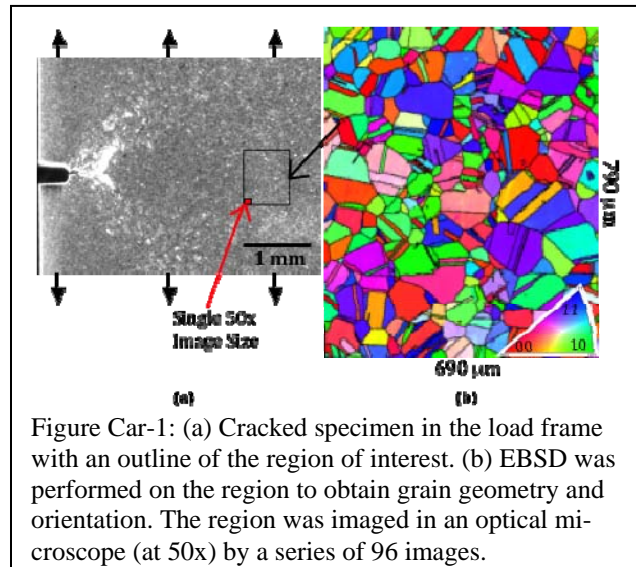 1 mm
Single 50x
Image Size
790 μm
690 μm
(a)
(b)
Figure Car-1: (a) Cracked specimen in the load frame
with an outline of the region of interest. (b) EBSD was
performed on the region to obtain grain geometry and
orientation. The region was imaged in an optical mi-
croscope (at 50x) by a series of 96 images.